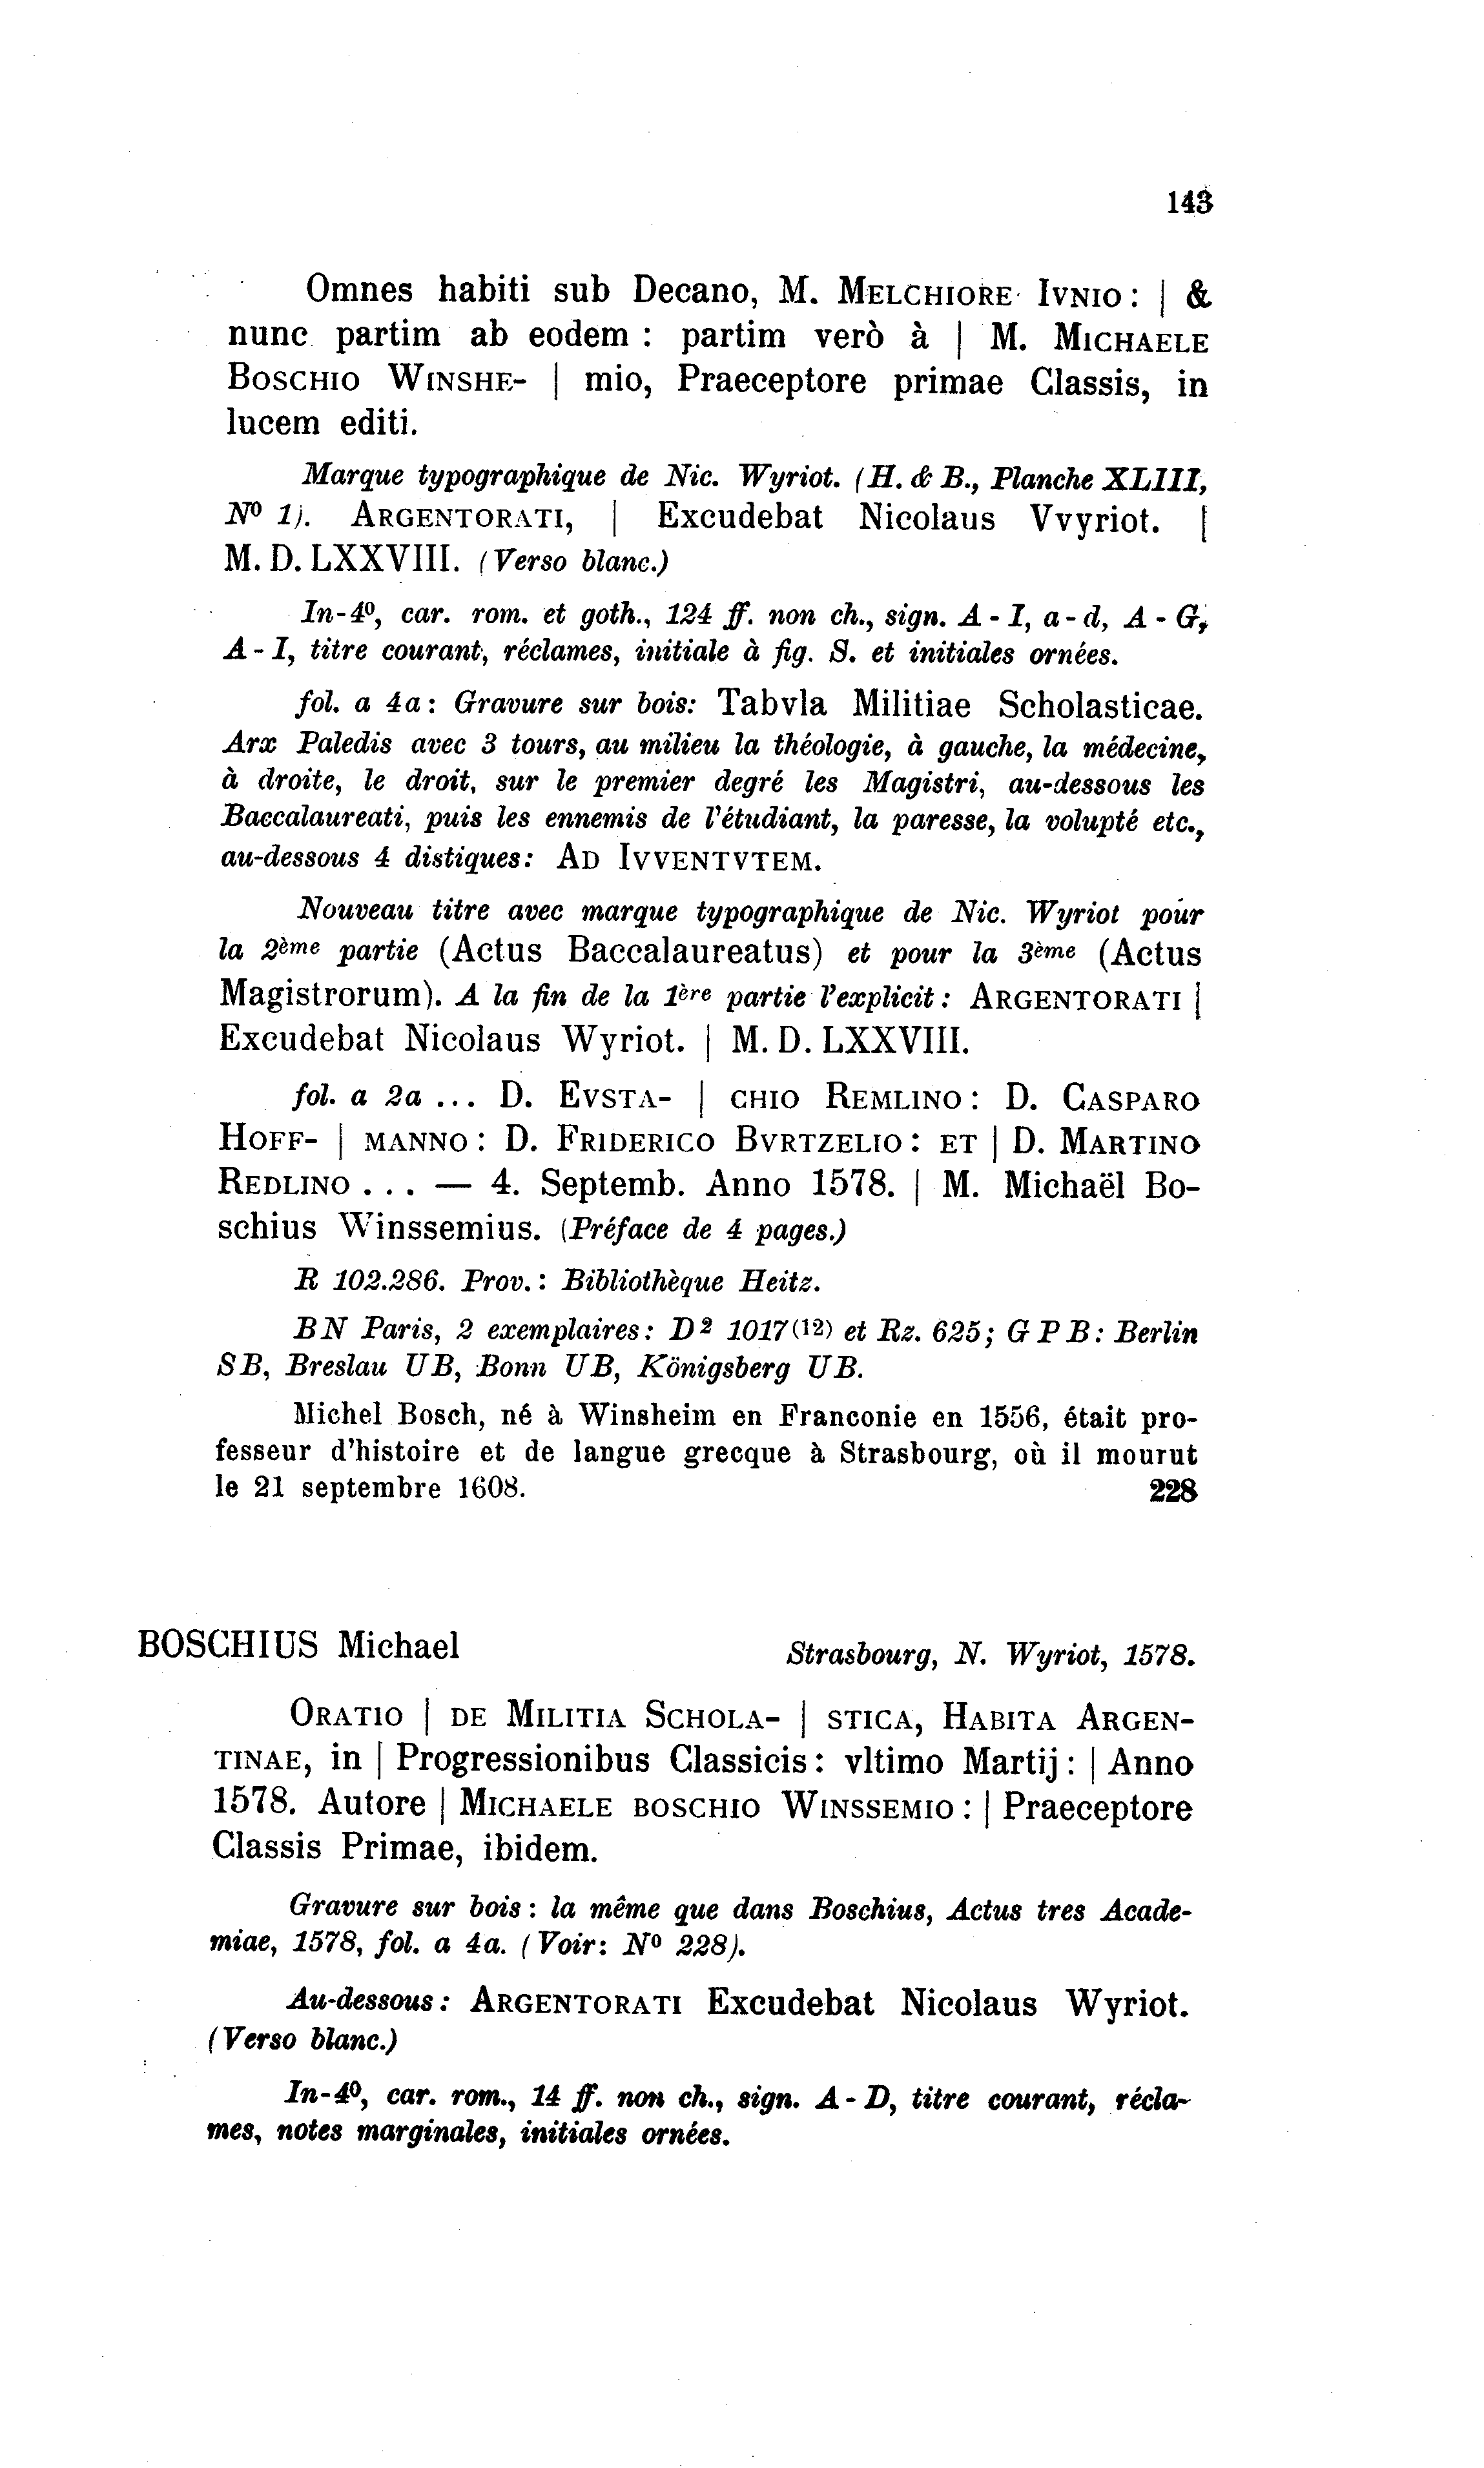 143
Omnes habiti sub Decano, M. MELCHIORE IVNIO : | &
nunc partim ab eodem : partim verò à | M. MICHAELE
BOSCHIO WINSHE- | mio, Praeceptore primae Classis, in
lucem editi.
Marque typographique de Nic. Wyriot. (H. & B., Planche XLIII,
Nº 1). ARGENTORATI, | Excudebat Nicolaus Vvyriot. |
M. D. LXXVIII. (Verso blanc.)
In-4º, car. rom. et goth., 124 ff. non ch., sign. A - I, a - d, A - G,
A - I, titre courant, réclames, initiale à fig. S. et initiales ornées.
fol. a 4a : Gravure sur bois: Tabvla Militiae Scholasticae.
Arx Paledis avec 3 tours, au milieu la théologie, à gauche, la médecine,
à droite, le droit, sur le premier degré les Magistri, au-dessous les
Baccalaureati, puis les ennemis de l'étudiant, la paresse, la volupté etc.,
au-dessous 4 distiques: AD IVVENTVTEM.
Nouveau titre avec marque typographique de Nic. Wyriot pour
la 2ème partie (Actus Baccalaureatus) et pour la 3ème (Actus
Magistrorum). A la fin de la 1ère partie l'explicit : ARGENTORATI |
Excudebat Nicolaus Wyriot. | M. D. LXXVIII.
fol. a 2a ... D. EVSTA- | CHIO REMLINO : D. CASPARO
HOFF- | MANNO : D. FRIDERICO BVRTZELIO : ET | D. MARTINO
REDLINO . . . — 4. Septemb. Anno 1578. | M. Michaël Bo-
schius Winssemius. (Préface de 4 pages.)
R 102.286. Prov. : Bibliothèque Heitz.
BN Paris, 2 exemplaires : D² 1017(12) et Rz. 625; G P B : Berlin
SB, Breslau UB, Bonn UB, Königsberg UB.
Michel Bosch, né à Winsheim en Franconie en 1556, était pro-
fesseur d'histoire et de langue grecque à Strasbourg, où il mourut
le 21 septembre 1608. 228
BOSCHIUS Michael Strasbourg, N. Wyriot, 1578.
ORATIO | DE MILITIA SCHOLA- | STICA, HABITA ARGEN-
TINAE, in | Progressionibus Classicis : vltimo Martij : | Anno
1578. Autore | MICHAELE BOSCHIO WINSSEMIO : | Praeceptore
Classis Primae, ibidem.
Gravure sur bois : la même que dans Boschius, Actus tres Acade-
miae, 1578, fol. a 4a. (Voir: Nº 228).
Au-dessous : ARGENTORATI Excudebat Nicolaus Wyriot.
(Verso blanc.)
In-4º, car. rom., 14 ff. non ch., sign. A - D, titre courant, récla-
mes, notes marginales, initiales ornées.